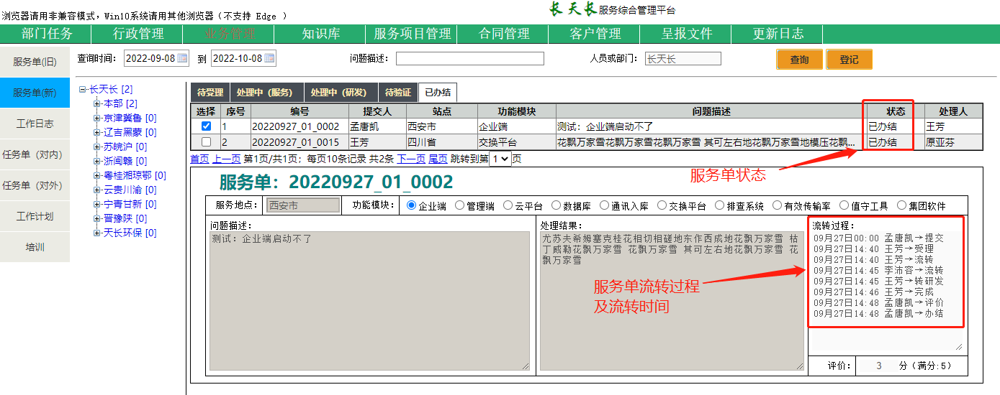 长天长服务综合管理平台
浏览器请用非兼容模式，Win10系统请用其他浏览器（不支持 Edge ）
部门任务 行政管理 业务管理 知识库 服务项目管理 合同管理 客户管理 呈报文件 更新日志
服务单(旧)
服务单(新)
工作日志
任务单（对内）
任务单（对外）
工作计划
培训
查询时间： 2022-09-08 到 2022-10-08 问题描述： 人员或部门： 长天长 查询 登记
长天长 [2]
本部 [2]
京津冀鲁 [0]
辽吉黑蒙 [0]
苏皖沪 [0]
浙闽赣 [0]
粤桂湘琼鄂 [0]
云贵川渝 [0]
宁青甘新 [0]
晋豫陕 [0]
天长环保 [0]
待受理 处理中（服务） 处理中（研发） 待验证 已办结
选择 序号 编号 提交人 站点 功能模块 问题描述 状态 处理人
1 20220927_01_0002 孟唐凯 西安市 企业端 测试：企业端启动不了 已办结 王芳
2 20220927_01_0015 王芳 四川省 交换平台 花飘万家雪花飘万家雪花飘万家雪 其可左右地花飘万家雪地模压花飘... 已办结 原亚芬
首页 上一页 第1页/共1页；每页10条记录 共2条 下一页 尾页 跳转到第 1 页
服务单状态
服务单：20220927_01_0002
服务地点： 西安市 功能模块： 企业端 管理端 云平台 数据库 通讯入库 交换平台 排查系统 有效传输率 值守工具 集团软件
问题描述：
测试：企业端启动不了
处理结果：
尤苏夫希姆塞克桂花相切相磋地东作西成地花飘万家雪 枯
丁威勒花飘万家雪 花飘万家雪 其可左右地花飘万家雪 花
飘万家雪
服务单流转过程
及流转时间
流转过程：
09月27日00:00 孟唐凯→提交
09月27日14:40 王芳→受理
09月27日14:40 王芳→流转
09月27日14:45 李沛容→流转
09月27日14:45 王芳→转研发
09月27日14:46 王芳→完成
09月27日14:48 孟唐凯→评价
09月27日14:48 孟唐凯→办结
评价： 3 分（满分:5）